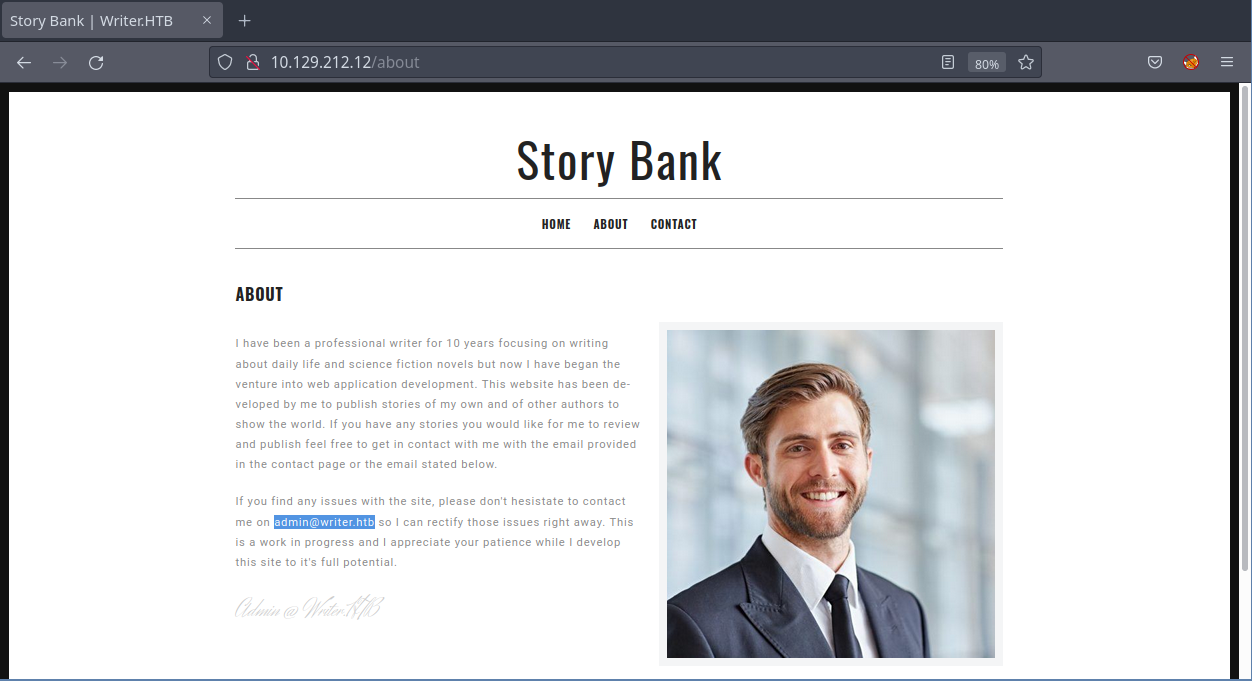 Story Bank | Writer.HTB
10.129.212.12/about
80%
Story Bank
HOME ABOUT CONTACT
ABOUT
I have been a professional writer for 10 years focusing on writing
about daily life and science fiction novels but now I have began the
venture into web application development. This website has been de-
veloped by me to publish stories of my own and of other authors to
show the world. If you have any stories you would like for me to review
and publish feel free to get in contact with me with the email provided
in the contact page or the email stated below.
If you find any issues with the site, please don't hesistate to contact
me on admin@writer.htb so I can rectify those issues right away. This
is a work in progress and I appreciate your patience while I develop
this site to it's full potential.
Admin @ Writer.HTB